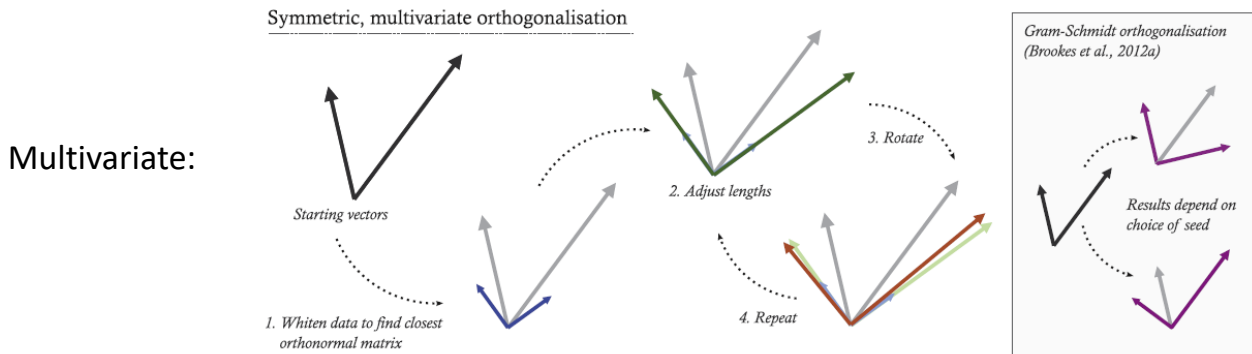 Symmetric, multivariate orthogonalisation
Multivariate:
Starting vectors
1. Whiten data to find closest
orthonormal matrix
2. Adjust lengths
3. Rotate
4. Repeat
Gram-Schmidt orthogonalisation
(Brookes et al., 2012a)
Results depend on
choice of seed